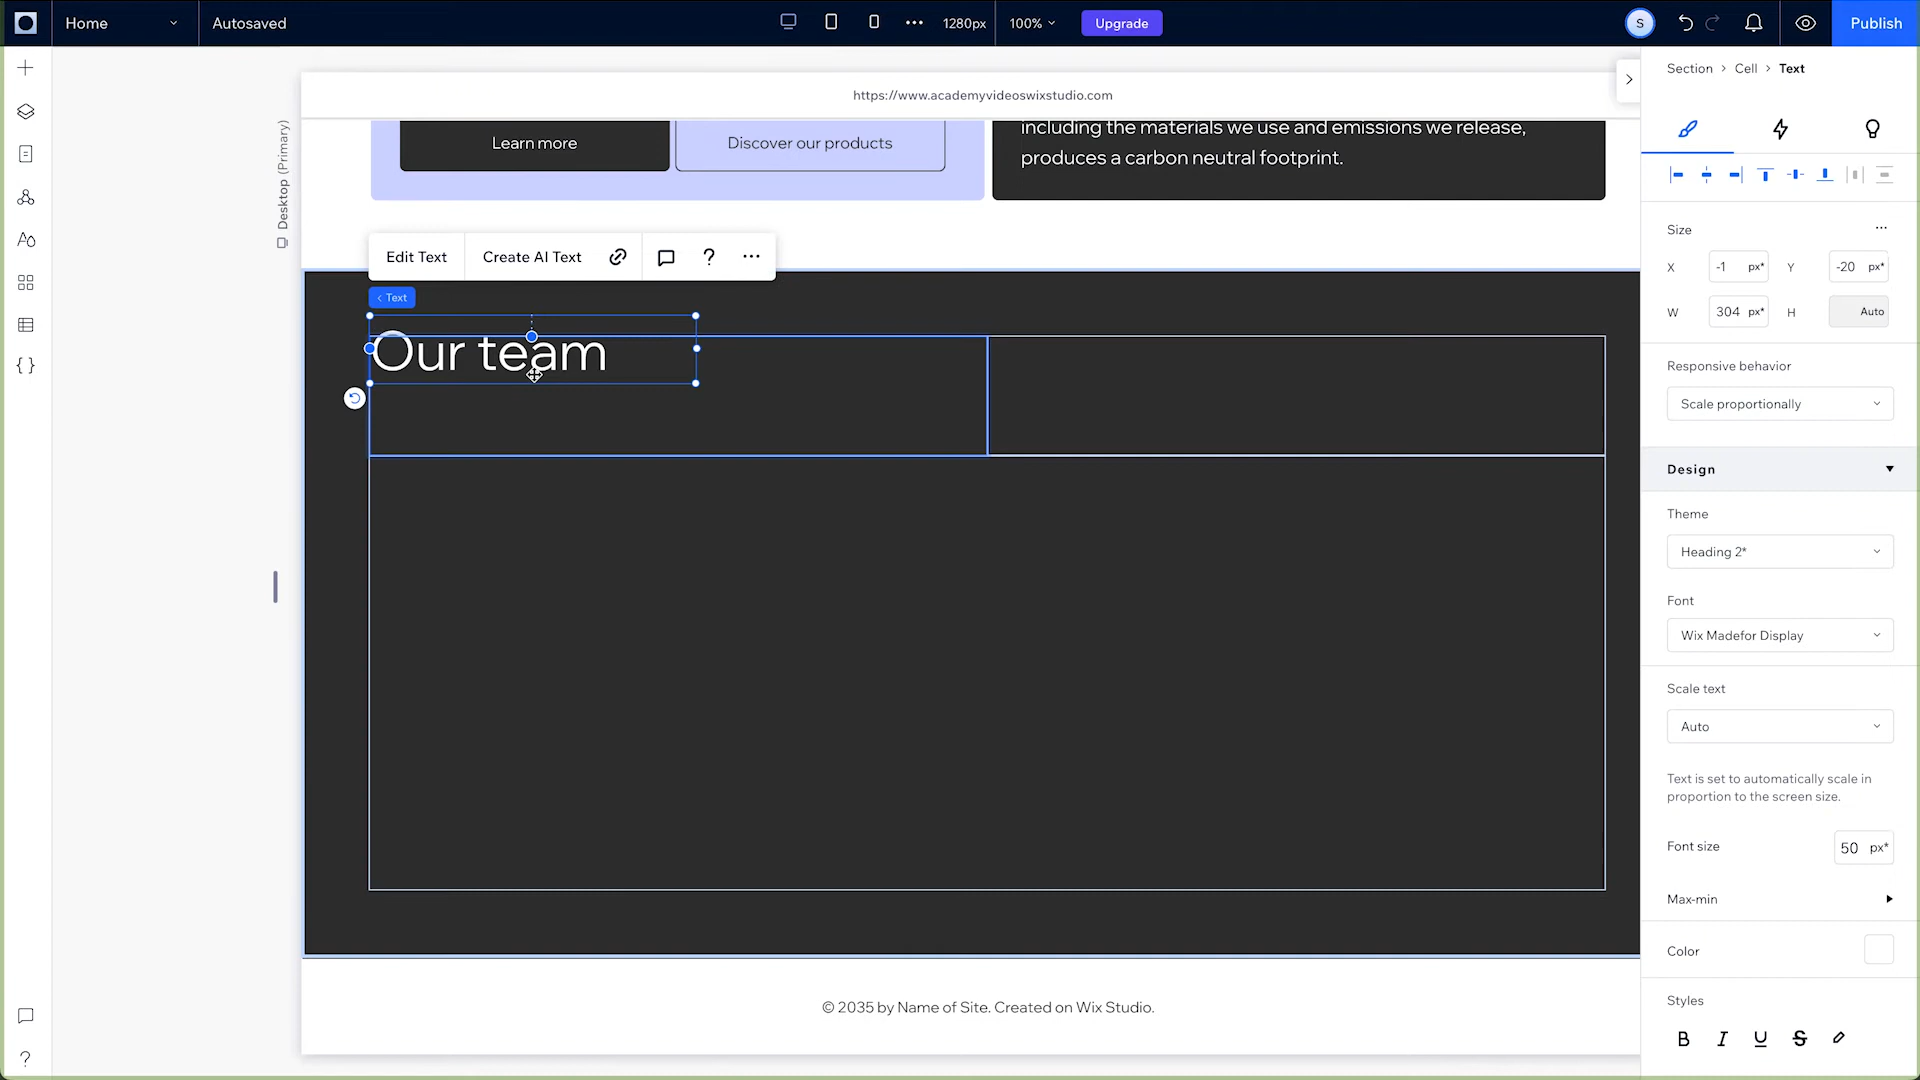 Home
Autosaved
1280px
100%
Upgrade
S
Publish
https://www.academyvideoswixstudio.com
Desktop (Primary)
Learn more
Discover our products
including the materials we use and emissions we release,
produces a carbon neutral footprint.
Edit Text
Create AI Text
?
< Text
Our team
© 2035 by Name of Site. Created on Wix Studio.
?
Section > Cell > Text
Size
X -1 px* Y -20 px*
W 304 px* H Auto
Responsive behavior
Scale proportionally
Design
Theme
Heading 2*
Font
Wix Madefor Display
Scale text
Auto
Text is set to automatically scale in
proportion to the screen size.
Font size 50 px*
Max-min
Color
Styles
B I U S